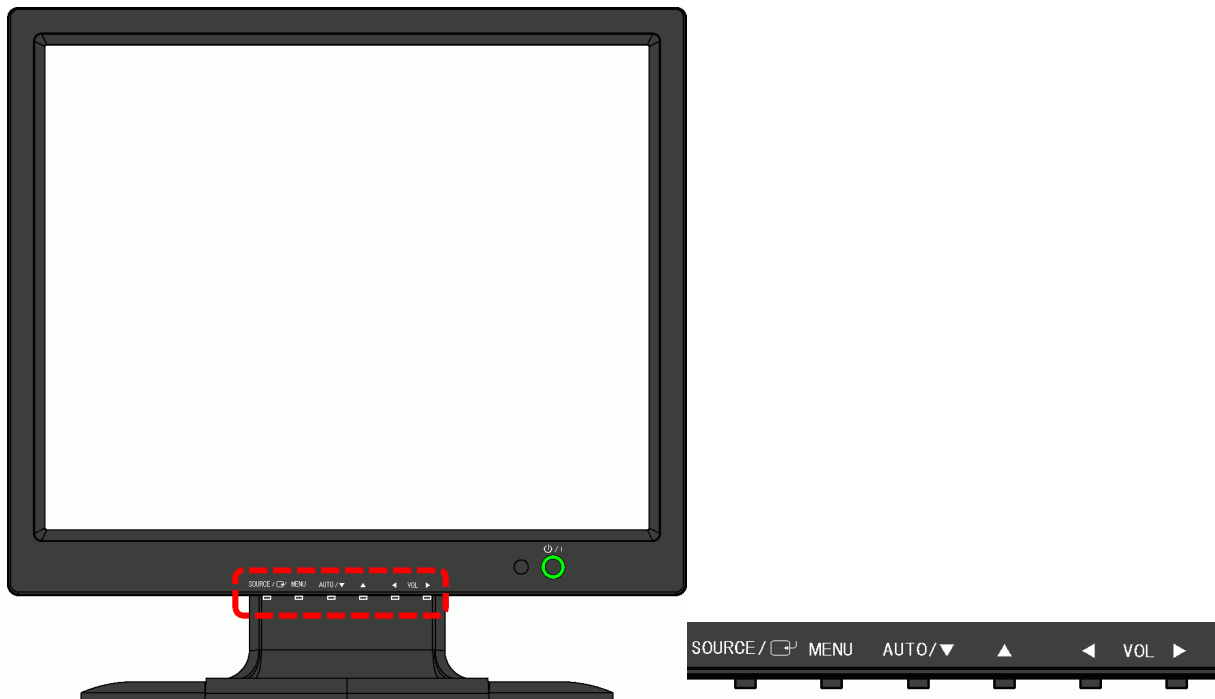 ⏻/I
SOURCE/ MENU AUTO/▼ ▲ ◀ VOL ▶
SOURCE/ MENU AUTO/▼ ▲ ◀ VOL ▶